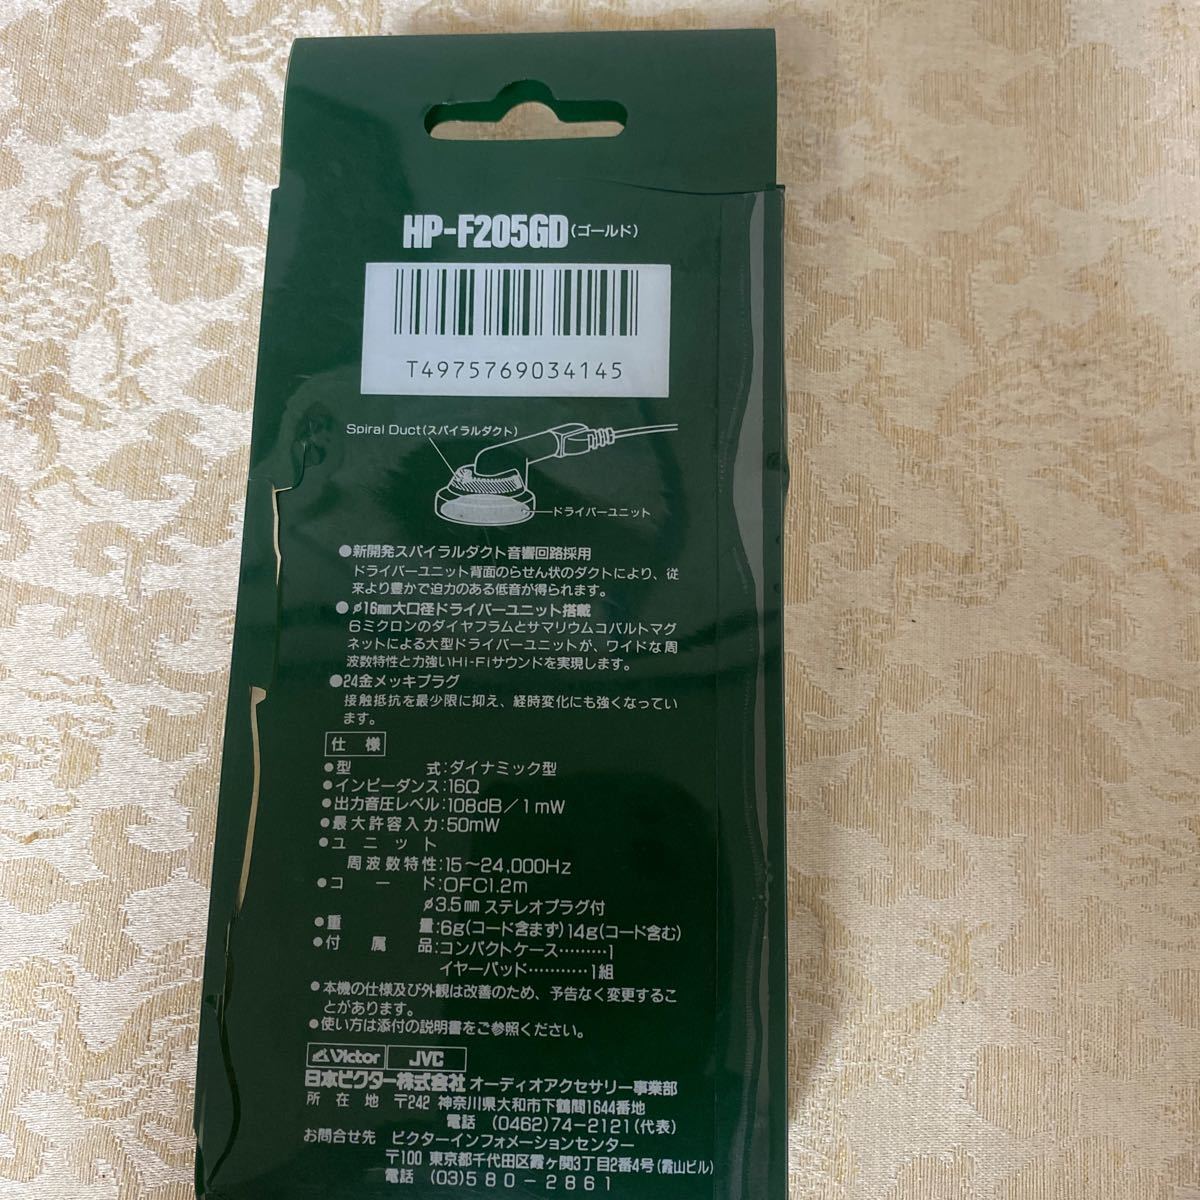 HP-F205GD(ゴールド)
T4975769034145
Spiral Duct(スパイラルダクト)
ドライバーユニット
●新開発スパイラルダクト音響回路採用
ドライバーユニット背面のらせん状のダクトにより、従
来より豊かで迫力のある低音が得られます。
●φ16mm大口径ドライバーユニット搭載
6ミクロンのダイヤフラムとサマリウムコバルトマグ
ネットによる大型ドライバーユニットが、ワイドな周
波数特性と力強いHi-Fiサウンドを実現します。
●24金メッキプラグ
接触抵抗を最少限に抑え、経時変化にも強くなってい
ます。
仕様
●型式:ダイナミック型
●インピーダンス:16Ω
●出力音圧レベル:108dB/1mW
●最大許容入力:50mW
●ユニット
周波数特性:15〜24,000Hz
●コード:OFC1.2m
φ3.5mmステレオプラグ付
●重量:6g(コード含まず)14g(コード含む)
●付属品:コンパクトケース………1
イヤーパッド…………1組
●本機の仕様及び外観は改善のため、予告なく変更するこ
とがあります。
●使い方は添付の説明書をご参照ください。
Victor JVC
日本ビクター株式会社 オーディオアクセサリー事業部
所在地 〒242 神奈川県大和市下鶴間1644番地
電話 (0462)74-2121(代表)
お問合せ先 ビクターインフォメーションセンター
〒100 東京都千代田区霞ヶ関3丁目2番4号(霞山ビル)
電話 (03)580-2861